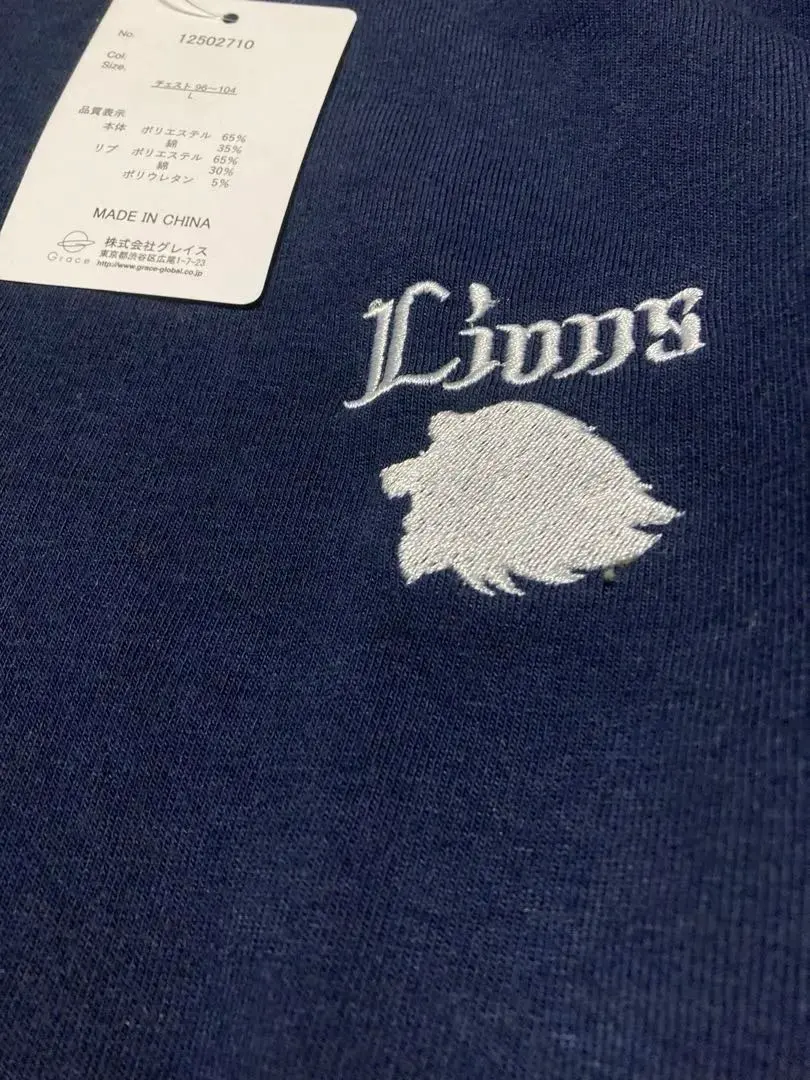 No. 12502710
Col.
Size.
チェスト 96～104
L
品質表示
本体 ポリエステル 65%
綿 35%
リブ ポリエステル 65%
綿 30%
ポリウレタン 5%
MADE IN CHINA
Grace
株式会社グレイス
東京都渋谷区広尾1-7-23
http://www.grace-global.co.jp
Lions